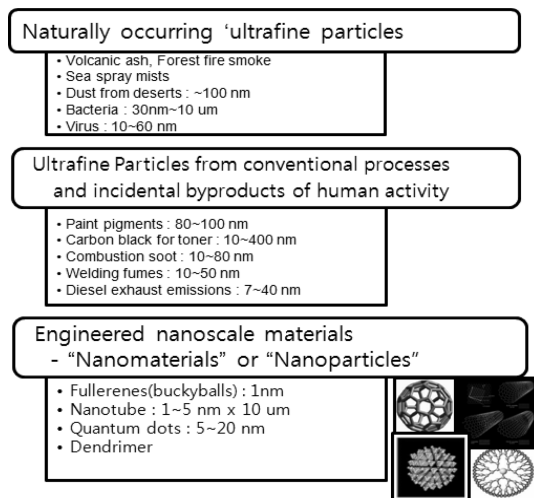 Naturally occurring ‘ultrafine particles
• Volcanic ash, Forest fire smoke
• Sea spray mists
• Dust from deserts : ~100 nm
• Bacteria : 30nm~10 um
• Virus : 10~60 nm
Ultrafine Particles from conventional processes
and incidental byproducts of human activity
• Paint pigments : 80~100 nm
• Carbon black for toner : 10~400 nm
• Combustion soot : 10~80 nm
• Welding fumes : 10~50 nm
• Diesel exhaust emissions : 7~40 nm
Engineered nanoscale materials
- “Nanomaterials” or “Nanoparticles”
• Fullerenes(buckyballs) : 1nm
• Nanotube : 1~5 nm x 10 um
• Quantum dots : 5~20 nm
• Dendrimer